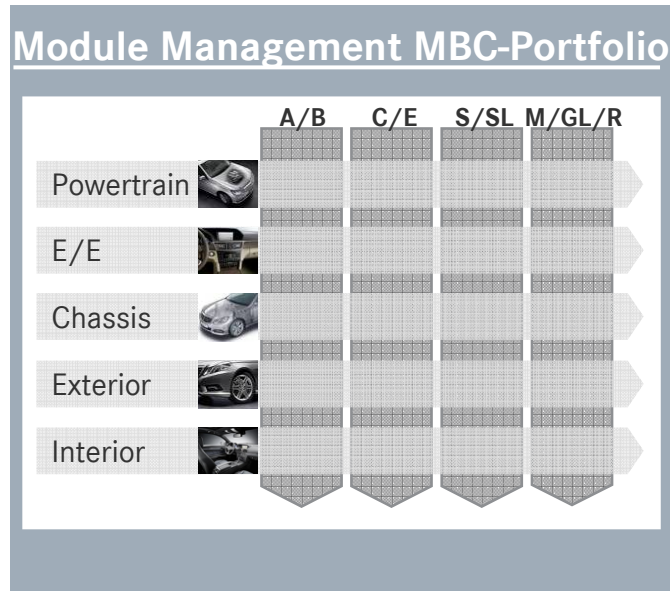 Module Management MBC-Portfolio
A/B C/E S/SL M/GL/R
Powertrain
E/E
Chassis
Exterior
Interior